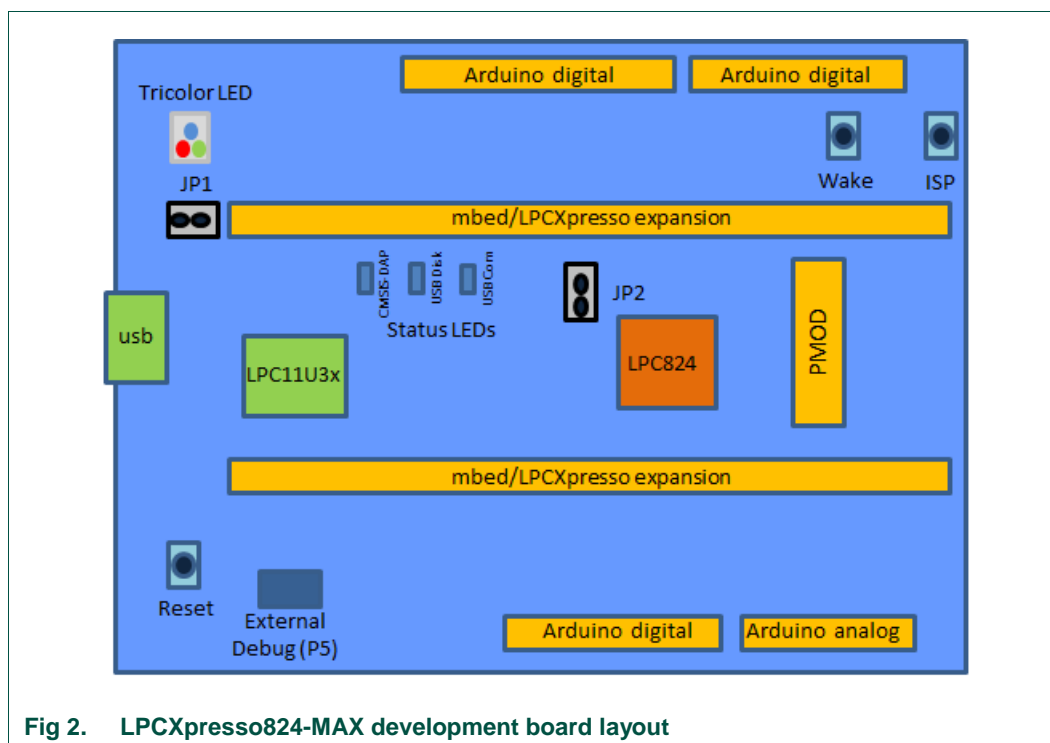 Arduino digital
Arduino digital
Tricolor LED
JP1
Wake
ISP
mbed/LPCXpresso expansion
CMSIS-DAP
USB Disk
USB Com
Status LEDs
JP2
usb
LPC11U3x
LPC824
PMOD
mbed/LPCXpresso expansion
Reset
External
Debug (P5)
Arduino digital
Arduino analog
Fig 2. LPCXpresso824-MAX development board layout